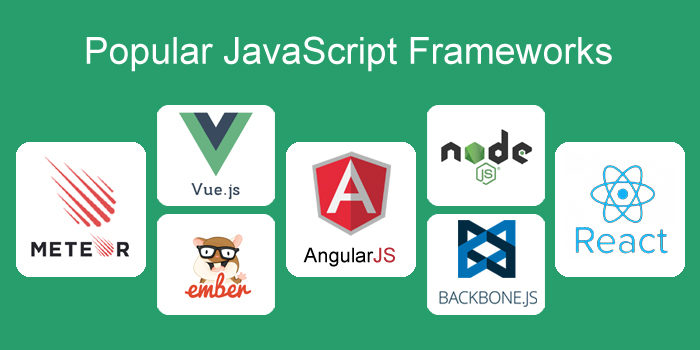 Popular JavaScript Frameworks
METEOR
Vue.js
ember
AngularJS
node
JS
BACKBONE.JS
React